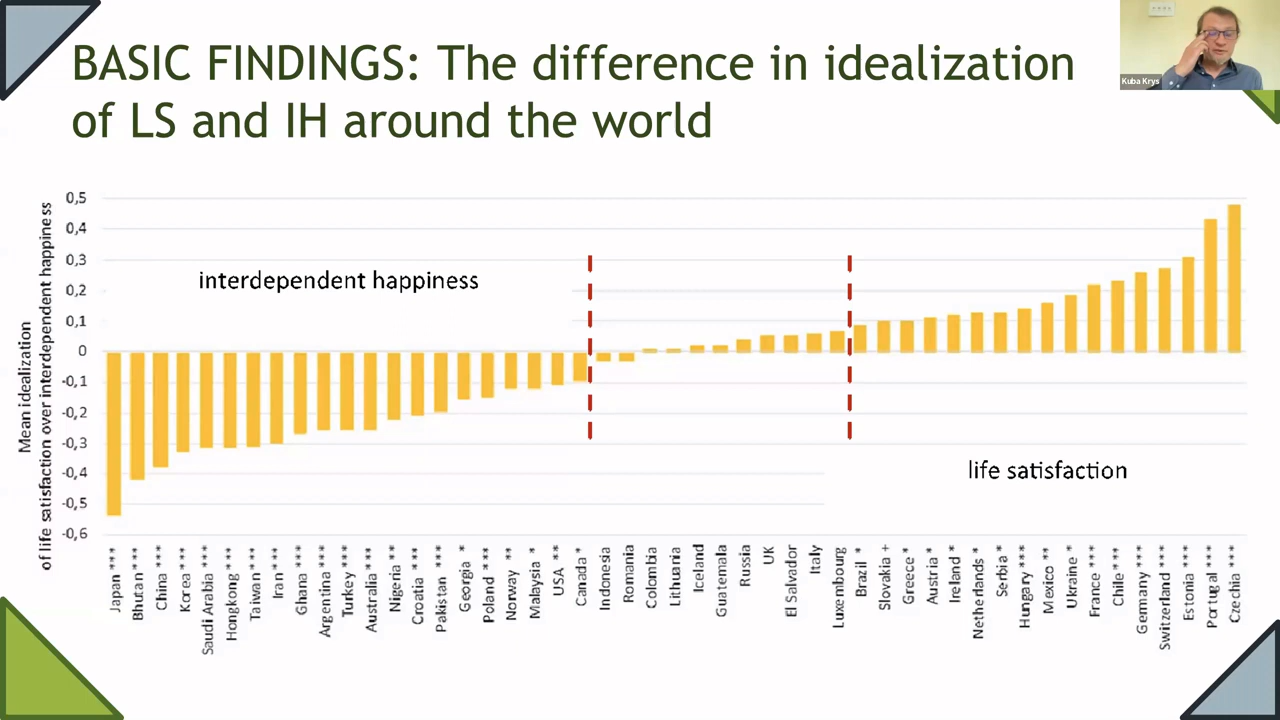 BASIC FINDINGS: The difference in idealization
of LS and IH around the world
Kuba Krys
Mean idealization
of life satisfaction over interdependent happiness
0,5
0,4
0,3
0,2
0,1
0
-0,1
-0,2
-0,3
-0,4
-0,5
-0,6
interdependent happiness
life satisfaction
Japan ***
Bhutan ***
China ***
Korea ***
Saudi Arabia ***
Hongkong ***
Taiwan ***
Iran ***
Ghana ***
Argentina ***
Turkey ***
Australia ***
Nigeria **
Croatia ***
Pakistan ***
Georgia *
Poland ***
Norway **
Malaysia *
USA **
Canada *
Indonesia
Romania
Colombia
Lithuania
Iceland
Guatemala
Russia
UK
El Salvador
Italy
Luxembourg
Brazil *
Slovakia +
Greece *
Austria *
Ireland *
Netherlands *
Serbia *
Hungary ***
Mexico **
Ukraine *
France ***
Chile ***
Germany ***
Switzerland ***
Estonia ***
Portugal ***
Czechia ***